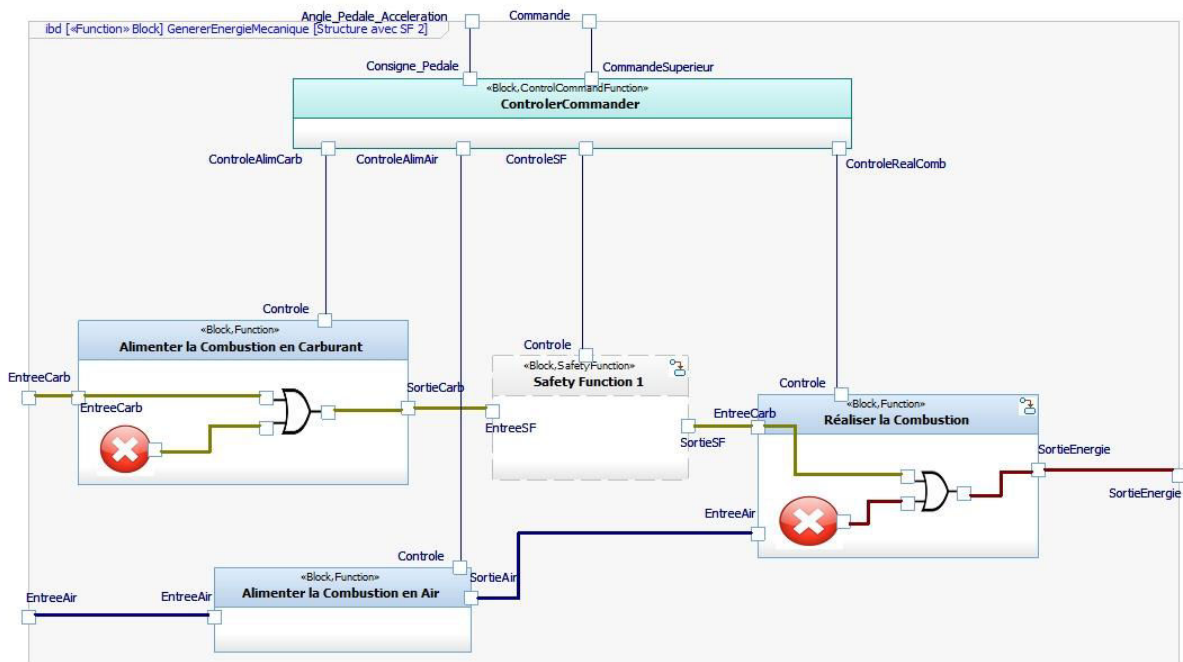 Angle_Pedale_Acceleration
Commande
ibd [«Function» Block] GenererEnergieMecanique [Structure avec SF 2]
Consigne_Pedale
CommandeSuperieur
«Block,ControlCommandFunction»
ControlerCommander
ControleAlimCarb
ControleAlimAir
ControleSF
ControleRealComb
Controle
«Block,Function»
Alimenter la Combustion en Carburant
EntreeCarb
EntreeCarb
SortieCarb
Controle
«Block,SafetyFunction»
Safety Function 1
EntreeSF
SortieSF
Controle
«Block,Function»
Réaliser la Combustion
EntreeCarb
EntreeAir
SortieEnergie
SortieEnergie
Controle
«Block,Function»
Alimenter la Combustion en Air
EntreeAir
EntreeAir
SortieAir